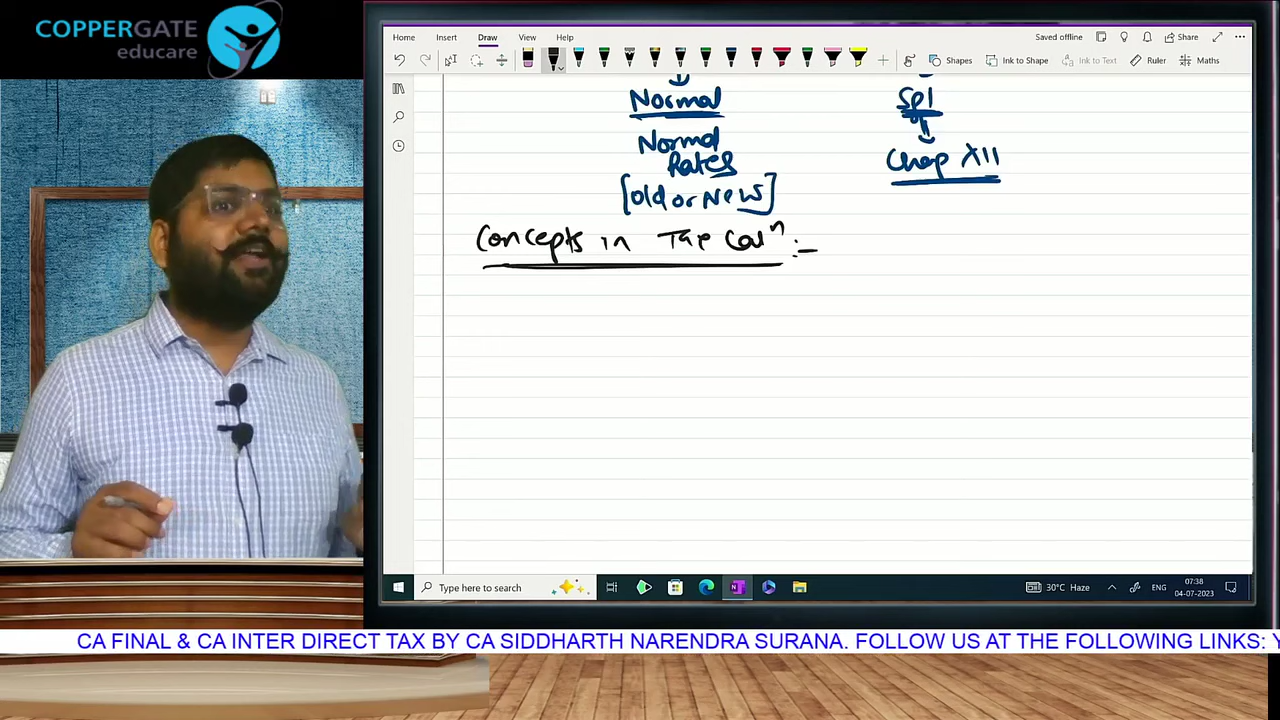 COPPERGATE
educare
Home Insert Draw View Help
Saved offline
Share
Shapes
Ink to Shape
Ink to Text
Ruler
Maths
Normal
Normal
Rates
[old or New]
Spl
Chap XII
Concepts in The Calⁿ :-
Type here to search
30°C Haze
ENG
07:38
04-07-2023
CA FINAL & CA INTER DIRECT TAX BY CA SIDDHARTH NARENDRA SURANA. FOLLOW US AT THE FOLLOWING LINKS: